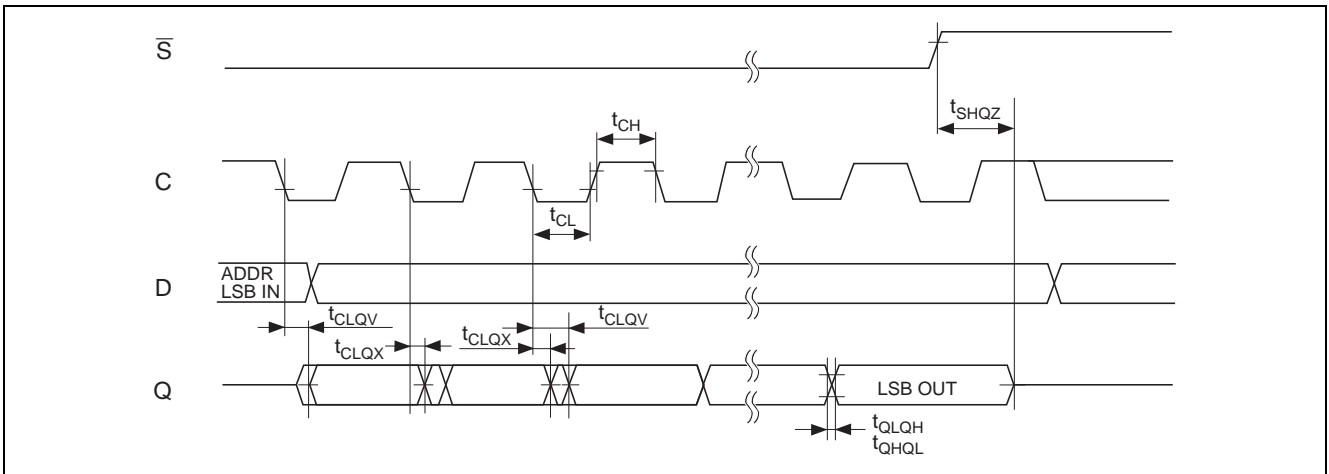 S̅
tSHQZ
tCH
C
tCL
ADDR
LSB IN
D
tCLQV
tCLQX
tCLQX
tCLQV
Q
LSB OUT
tQLQH
tQHQL